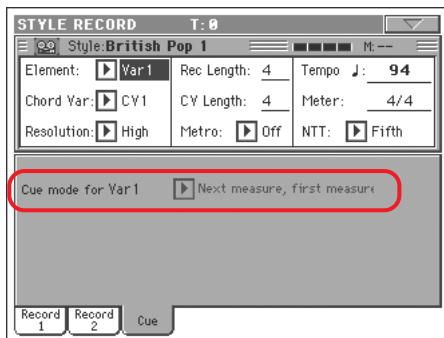 STYLE RECORD T: 0
Style:British Pop 1 M: --
Element: Var1 Rec Length: 4 Tempo ♩: 94
Chord Var: CV1 CV Length: 4 Meter: 4/4
Resolution: High Metro: Off NTT: Fifth
Cue mode for Var1 Next measure, first measure
Record 1 Record 2 Cue